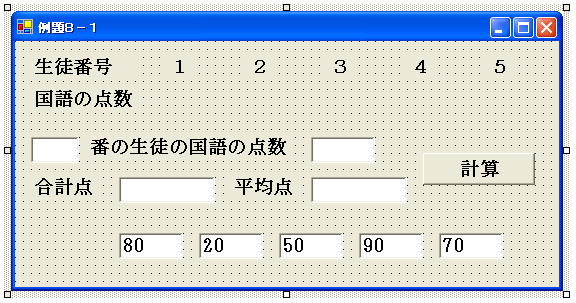 例題8－1
生徒番号 1 2 3 4 5
国語の点数
番の生徒の国語の点数
計算
合計点 平均点
80 20 50 90 70